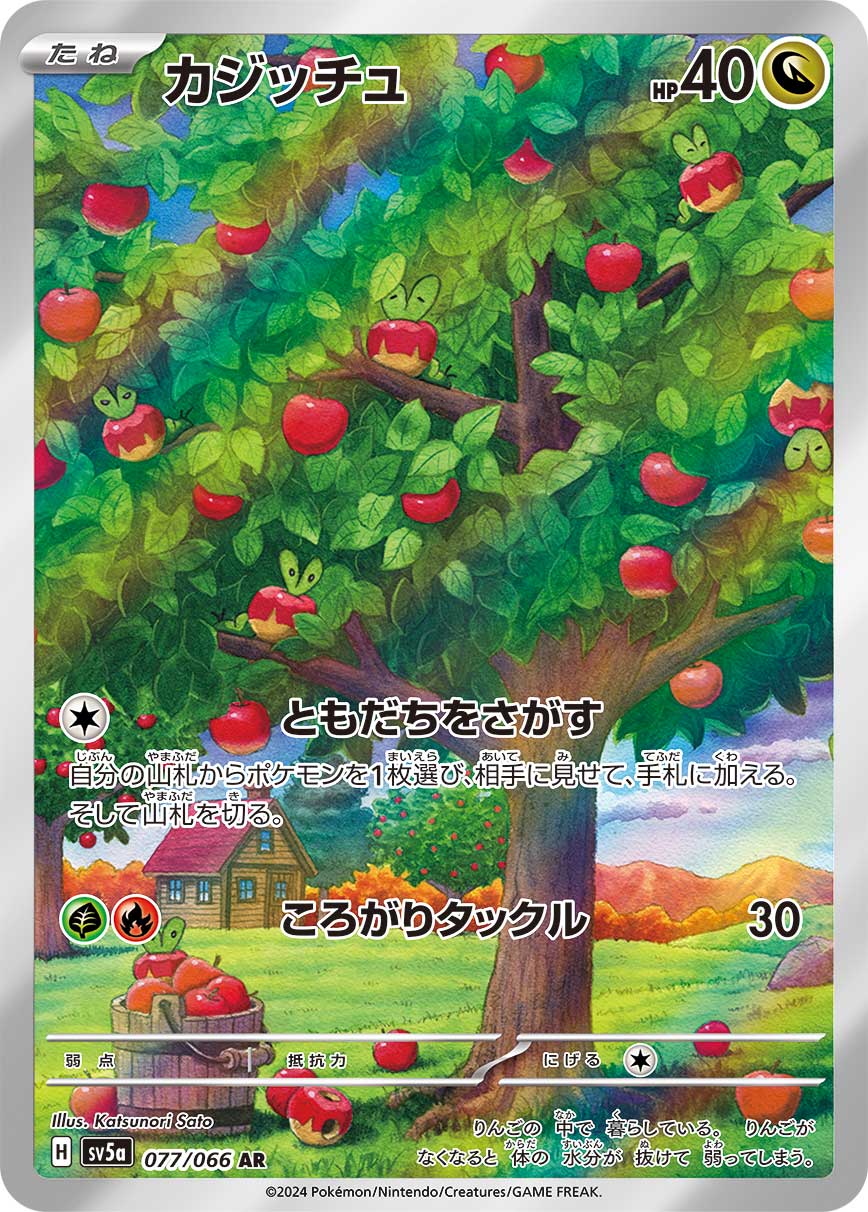 たね
カジッチュ
HP40
ともだちをさがす
自分の山札からポケモンを1枚選び、相手に見せて、手札に加える。
そして山札を切る。
ころがりタックル 30
弱点 抵抗力 にげる
Illus. Katsunori Sato
H sv5a 077/066 AR
りんごの 中で 暮らしている。 りんごが
なくなると 体の 水分が 抜けて 弱ってしまう。
©2024 Pokémon/Nintendo/Creatures/GAME FREAK.